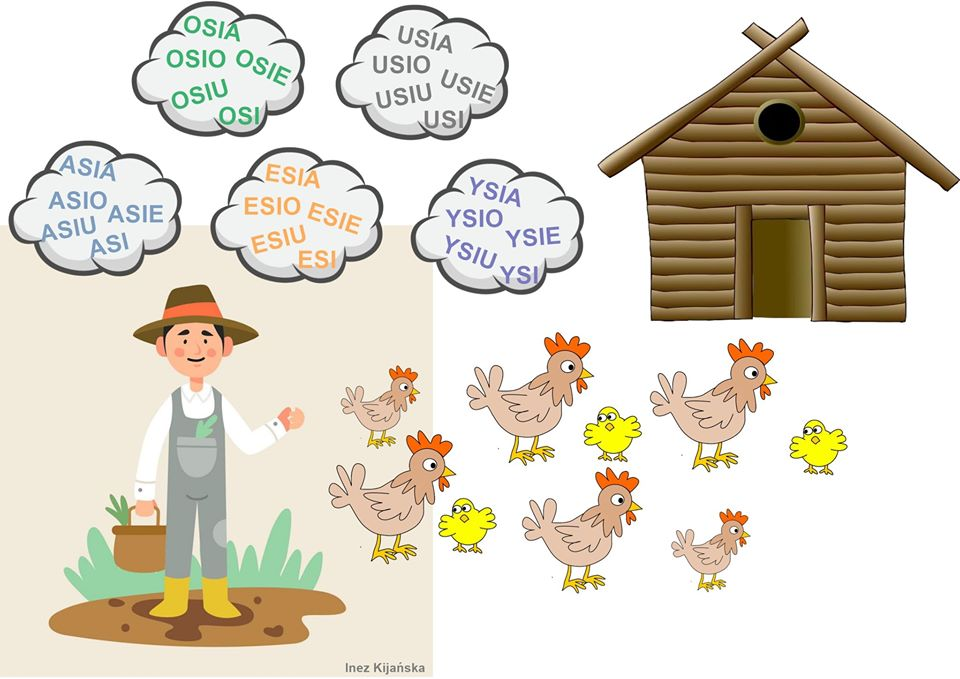 OSIA
OSIO OSIE
OSIU
OSI
USIA
USIO USIE
USIU
USI
ASIA
ASIO ASIE
ASIU
ASI
ESIA
ESIO ESIE
ESIU
ESI
YSIA
YSIO YSIE
YSIU
YSI
Inez Kijańska